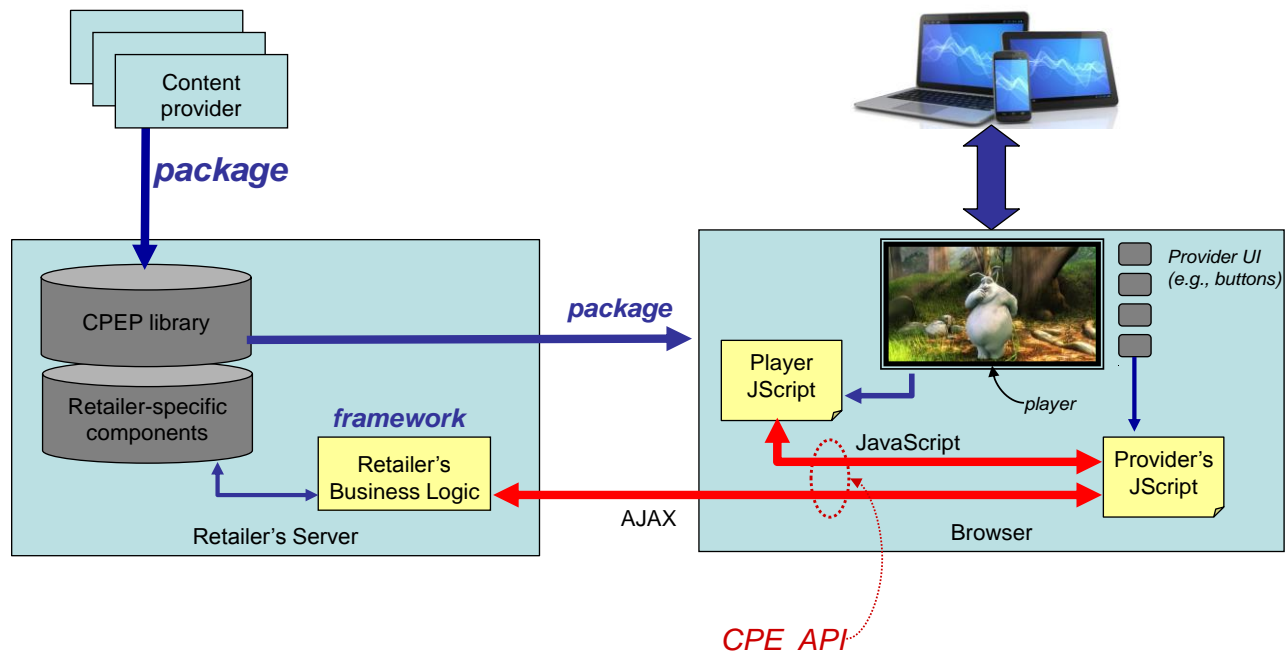 Content
provider
package
CPEP library
Retailer-specific
components
framework
Retailer's
Business Logic
Retailer's Server
package
AJAX
Provider UI
(e.g., buttons)
Player
JScript
player
JavaScript
Provider's
JScript
Browser
CPE API